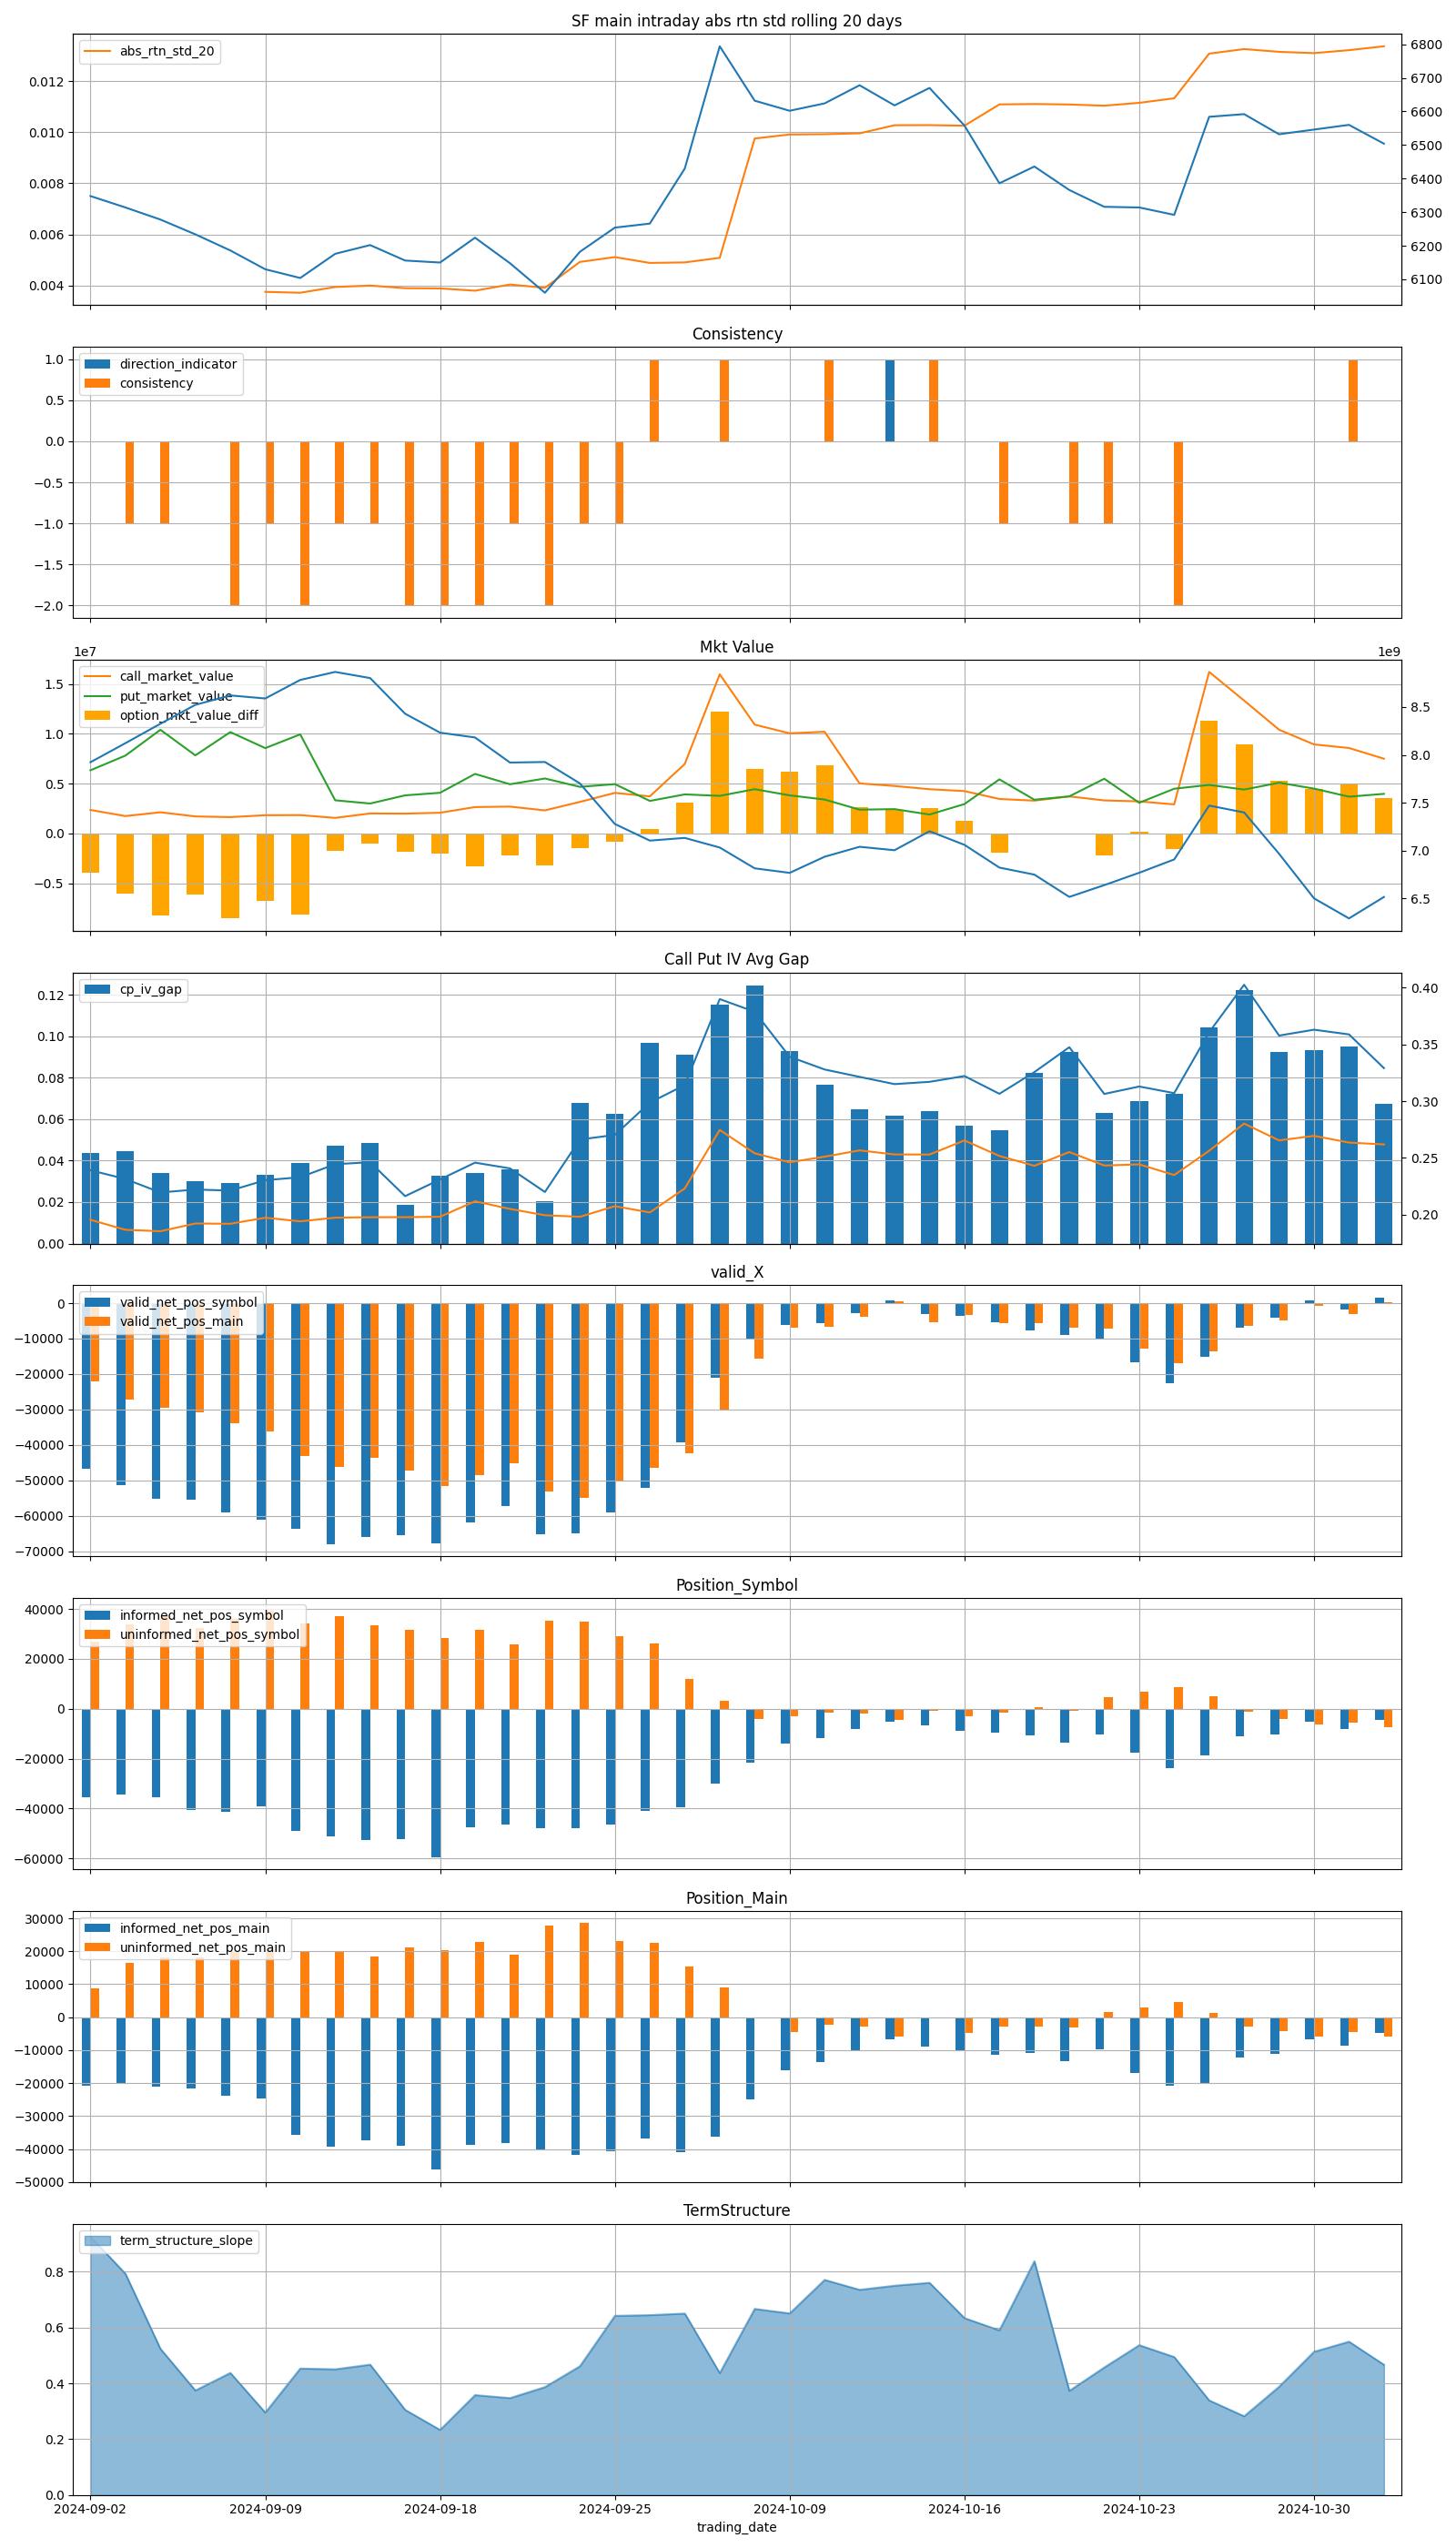 SF main intraday abs rtn std rolling 20 days
abs_rtn_std_20
0.012
0.010
0.008
0.006
0.004
6800
6700
6600
6500
6400
6300
6200
6100
Consistency
direction_indicator
consistency
1.0
0.5
0.0
−0.5
−1.0
−1.5
−2.0
Mkt Value
1e7
1e9
call_market_value
put_market_value
option_mkt_value_diff
1.5
1.0
0.5
0.0
−0.5
8.5
8.0
7.5
7.0
6.5
Call Put IV Avg Gap
cp_iv_gap
0.12
0.10
0.08
0.06
0.04
0.02
0.00
0.40
0.35
0.30
0.25
0.20
valid_X
valid_net_pos_symbol
valid_net_pos_main
0
−10000
−20000
−30000
−40000
−50000
−60000
−70000
Position_Symbol
informed_net_pos_symbol
uninformed_net_pos_symbol
40000
20000
0
−20000
−40000
−60000
Position_Main
informed_net_pos_main
uninformed_net_pos_main
30000
20000
10000
0
−10000
−20000
−30000
−40000
−50000
TermStructure
term_structure_slope
0.8
0.6
0.4
0.2
0.0
2024-09-02 2024-09-09 2024-09-18 2024-09-25 2024-10-09 2024-10-16 2024-10-23 2024-10-30
trading_date